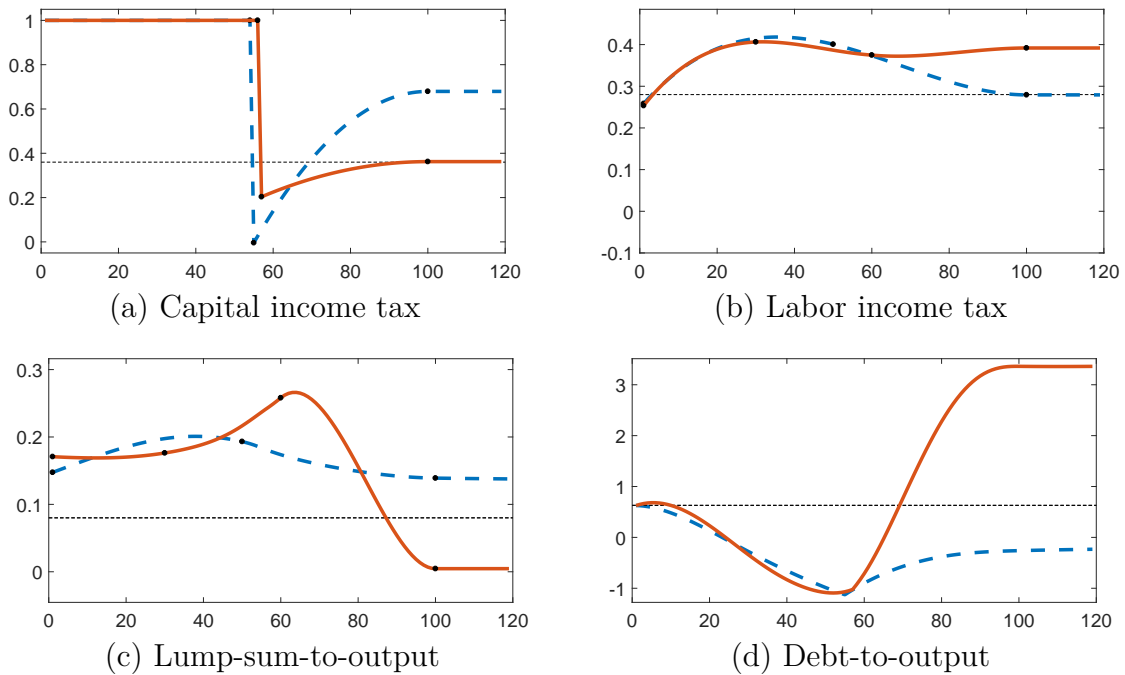 1
0.8
0.6
0.4
0.2
0
0 20 40 60 80 100 120
(a) Capital income tax
0.4
0.3
0.2
0.1
0
-0.1
0 20 40 60 80 100 120
(b) Labor income tax
0.3
0.2
0.1
0
0 20 40 60 80 100 120
(c) Lump-sum-to-output
3
2
1
0
-1
0 20 40 60 80 100 120
(d) Debt-to-output